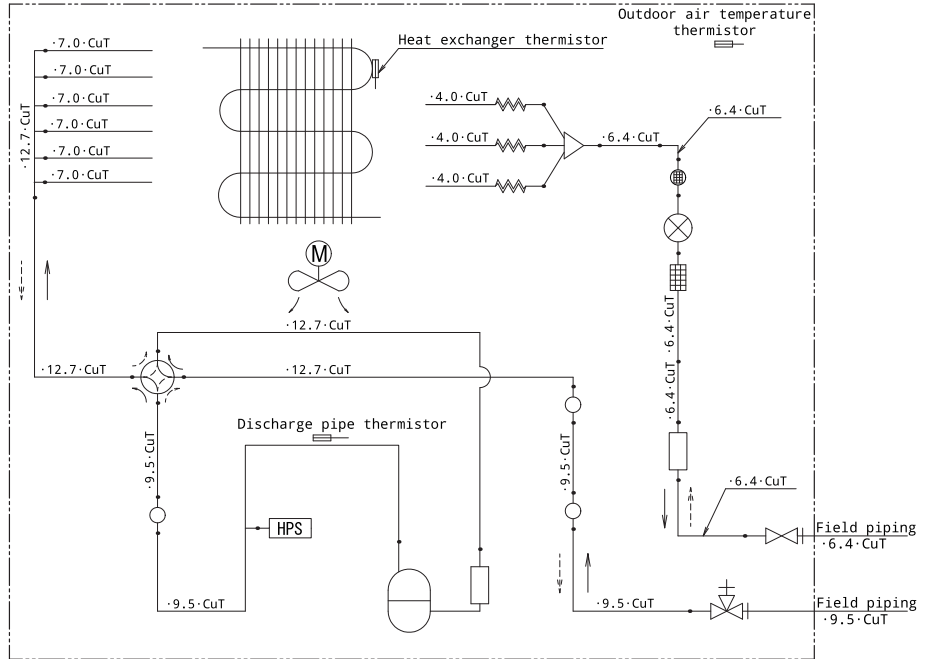 Outdoor air temperature
thermistor
Heat exchanger thermistor
·7.0·CuT
·7.0·CuT
·7.0·CuT
·7.0·CuT
·7.0·CuT
·7.0·CuT
·12.7·CuT
·4.0·CuT
·4.0·CuT
·4.0·CuT
·6.4·CuT
·6.4·CuT
M
·6.4·CuT
·6.4·CuT
·12.7·CuT
·12.7·CuT
·12.7·CuT
Discharge pipe thermistor
·9.5·CuT
·9.5·CuT
·6.4·CuT
HPS
Field piping
·6.4·CuT
·9.5·CuT
·9.5·CuT
Field piping
·9.5·CuT